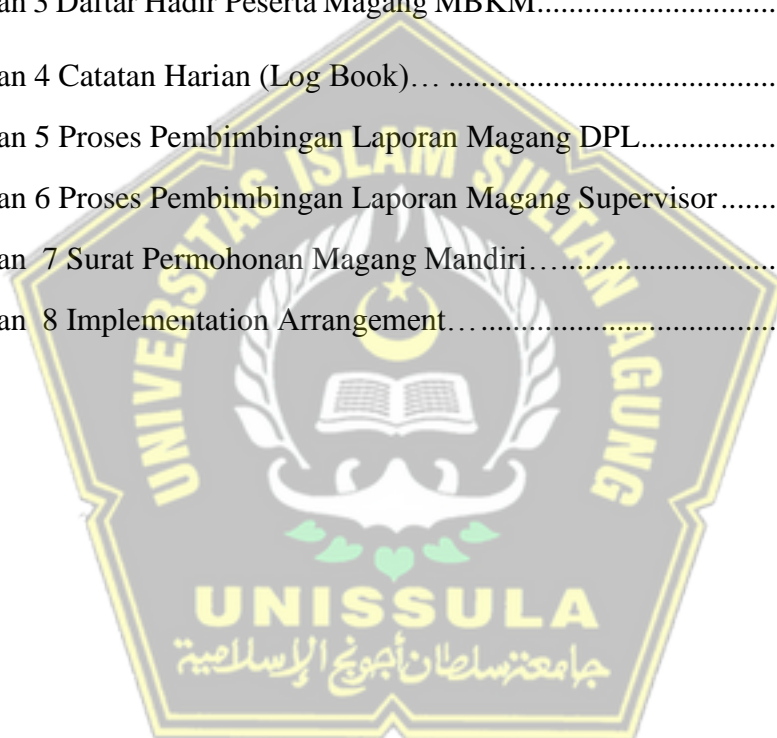 an 3 Daftar Hadir Peserta Magang MBKM..............................
an 4 Catatan Harian (Log Book)… .........................................
an 5 Proses Pembimbingan Laporan Magang DPL.................
an 6 Proses Pembimbingan Laporan Magang Supervisor.......
an 7 Surat Permohonan Magang Mandiri….............................
an 8 Implementation Arrangement….......................................
UNIVERSITAS ISLAM SULTAN AGUNG
UNISSULA
جامعة سلطان أجونج الإسلامية